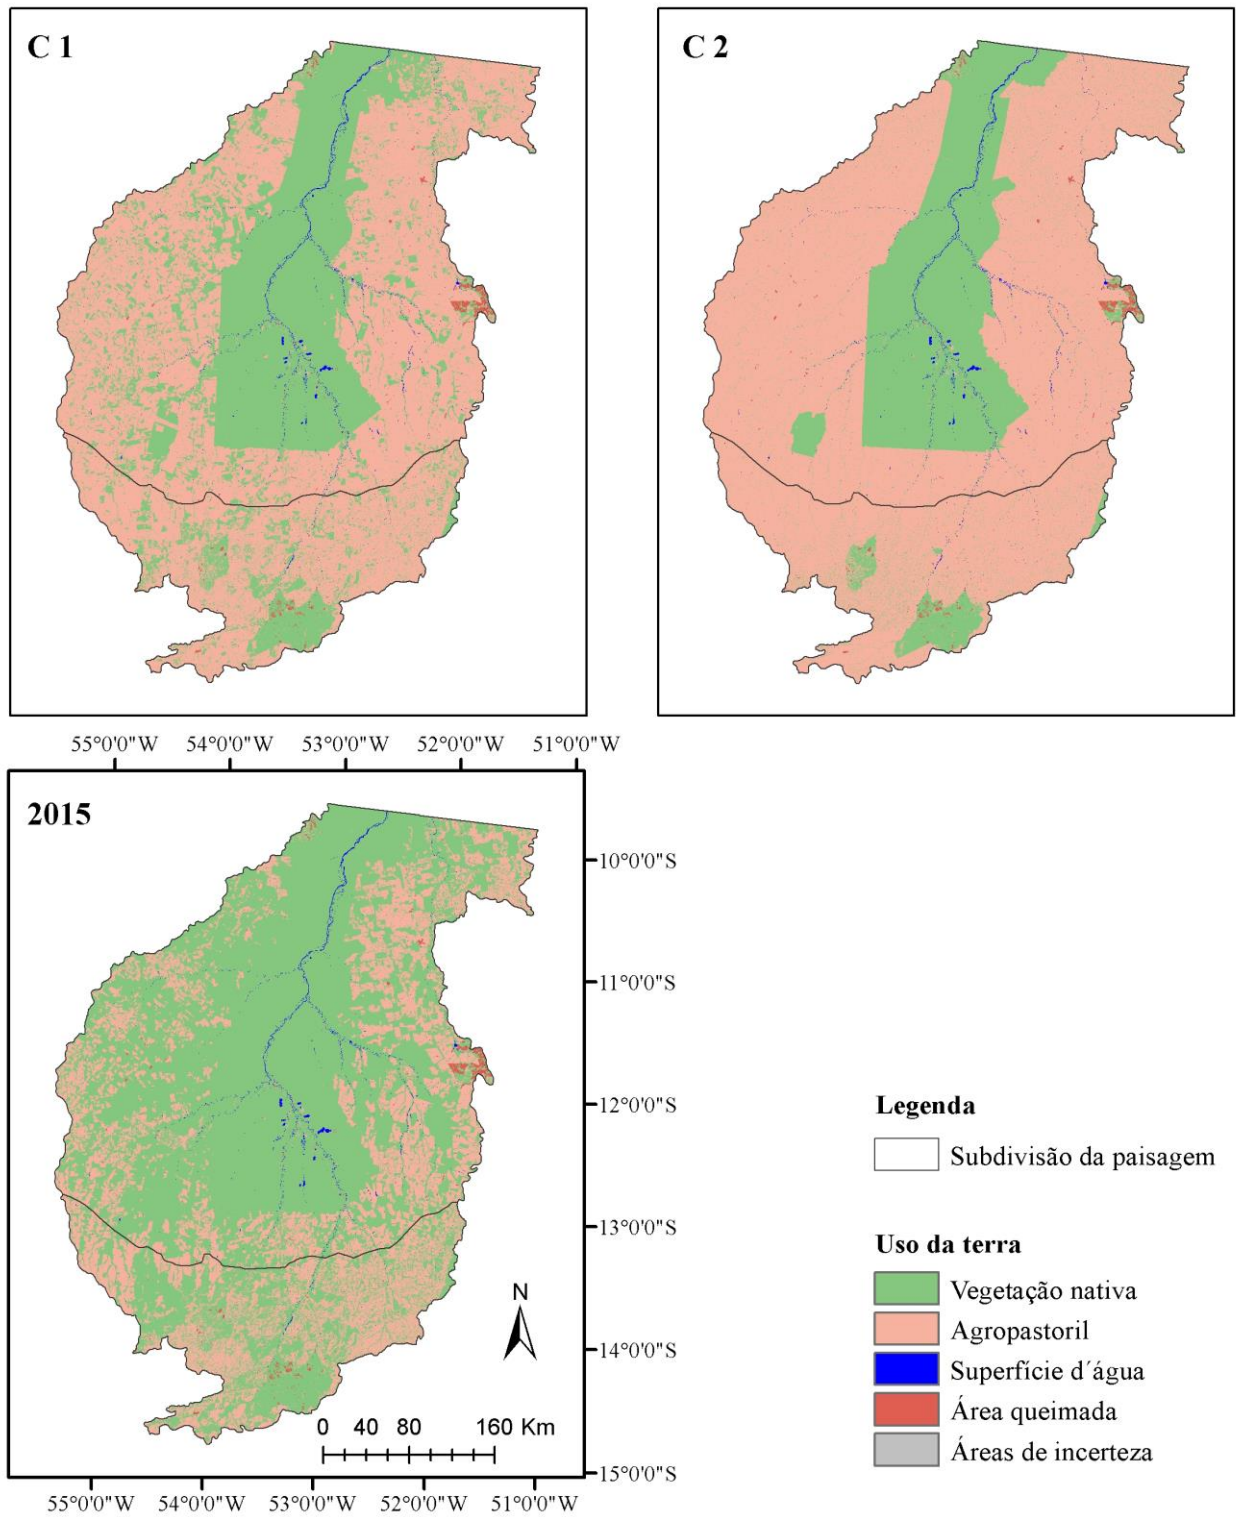 C 1
C 2
55°0'0"W 54°0'0"W 53°0'0"W 52°0'0"W 51°0'0"W
2015
10°0'0"S
11°0'0"S
12°0'0"S
13°0'0"S
14°0'0"S
15°0'0"S
N
0 40 80 160 Km
55°0'0"W 54°0'0"W 53°0'0"W 52°0'0"W 51°0'0"W
Legenda
Subdivisão da paisagem
Uso da terra
Vegetação nativa
Agropastoril
Superfície d´água
Área queimada
Áreas de incerteza